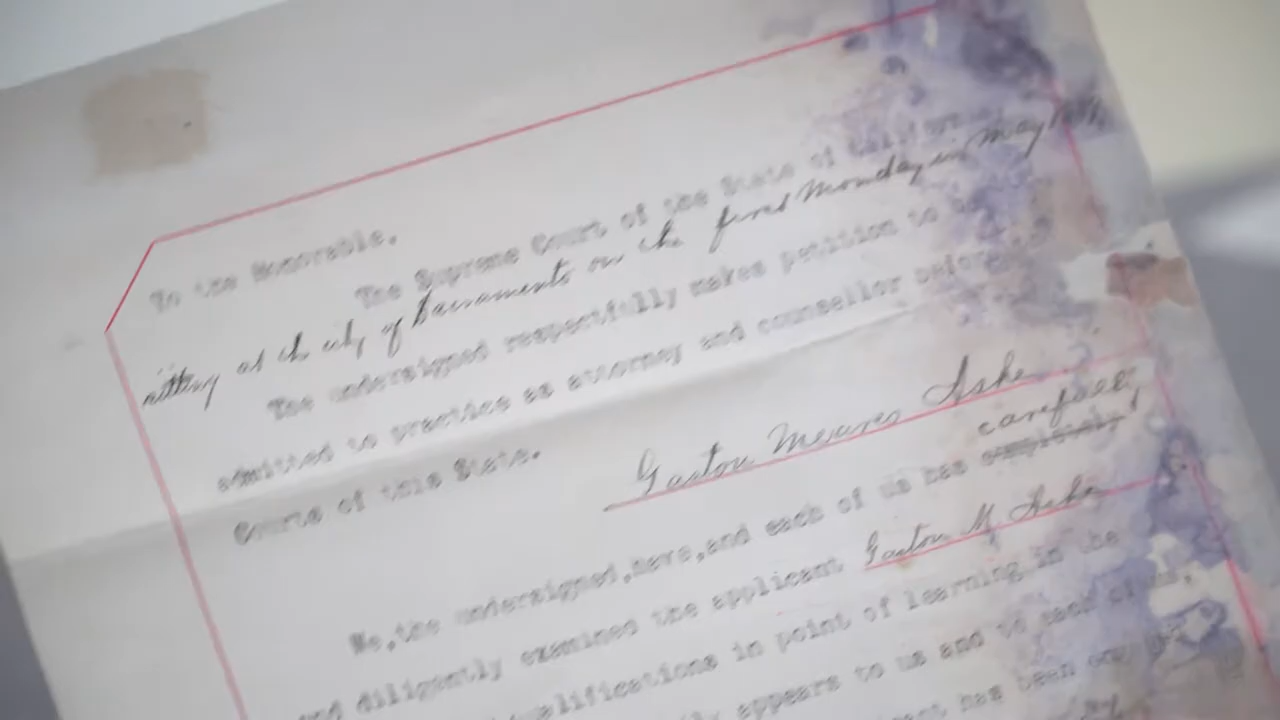 To the Honorable,
The Supreme Court of the State of
sitting at the city of Sacramento on the first Monday in May
The undersigned respectfully makes petition to be
admitted to practice as attorney and counsellor before
Courts of this State.
Gaston Meares Ashe
carefully
We, the undersigned, have, and each of us has
and diligently examined the applicant Gaston M Ashe
qualifications in point of learning in the
appears to us and to each of us,
has been